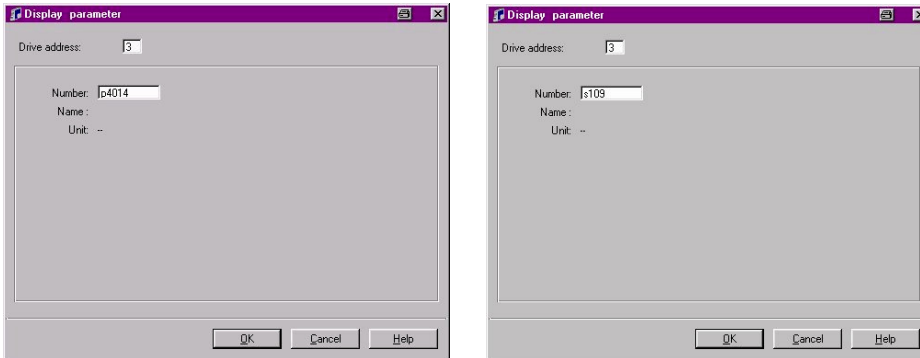 Display parameter
Drive address: 3
Number: p4014
Name :
Unit: --
OK Cancel Help
Display parameter
Drive address: 3
Number: s109
Name :
Unit: --
OK Cancel Help